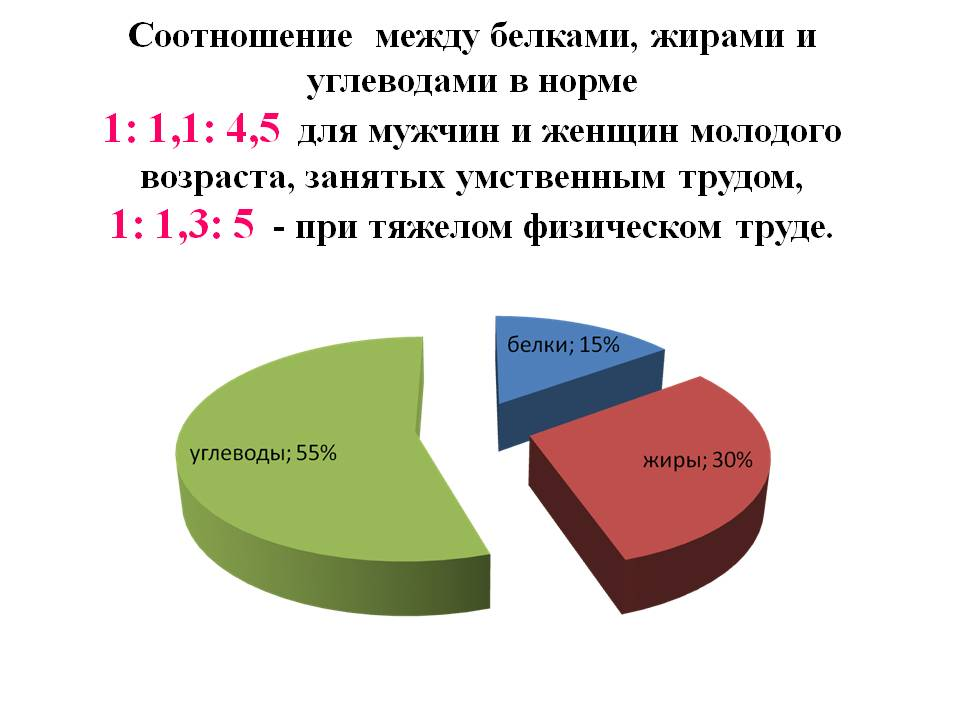 Соотношение между белками, жирами и
углеводами в норме
1: 1,1: 4,5 для мужчин и женщин молодого
возраста, занятых умственным трудом,
1: 1,3: 5 - при тяжелом физическом труде.
белки; 15%
углеводы; 55%
жиры; 30%